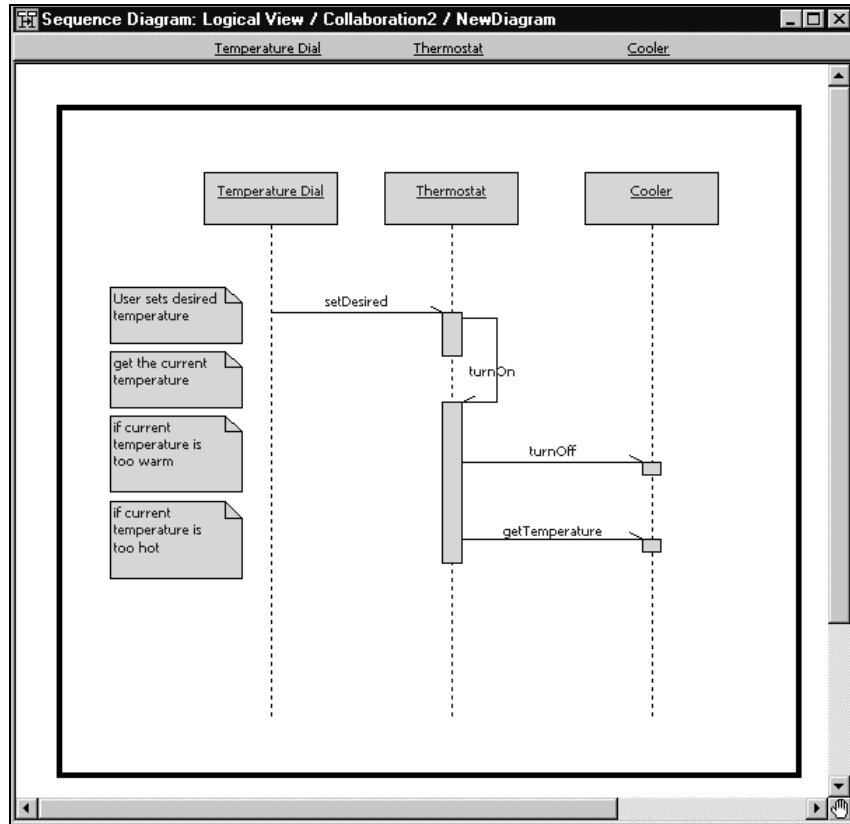 Sequence Diagram: Logical View / Collaboration2 / NewDiagram
Temperature Dial Thermostat Cooler
Temperature Dial Thermostat Cooler
User sets desired
temperature
setDesired
get the current
temperature
turnOn
if current
temperature is
too warm
turnOff
if current
temperature is
too hot
getTemperature